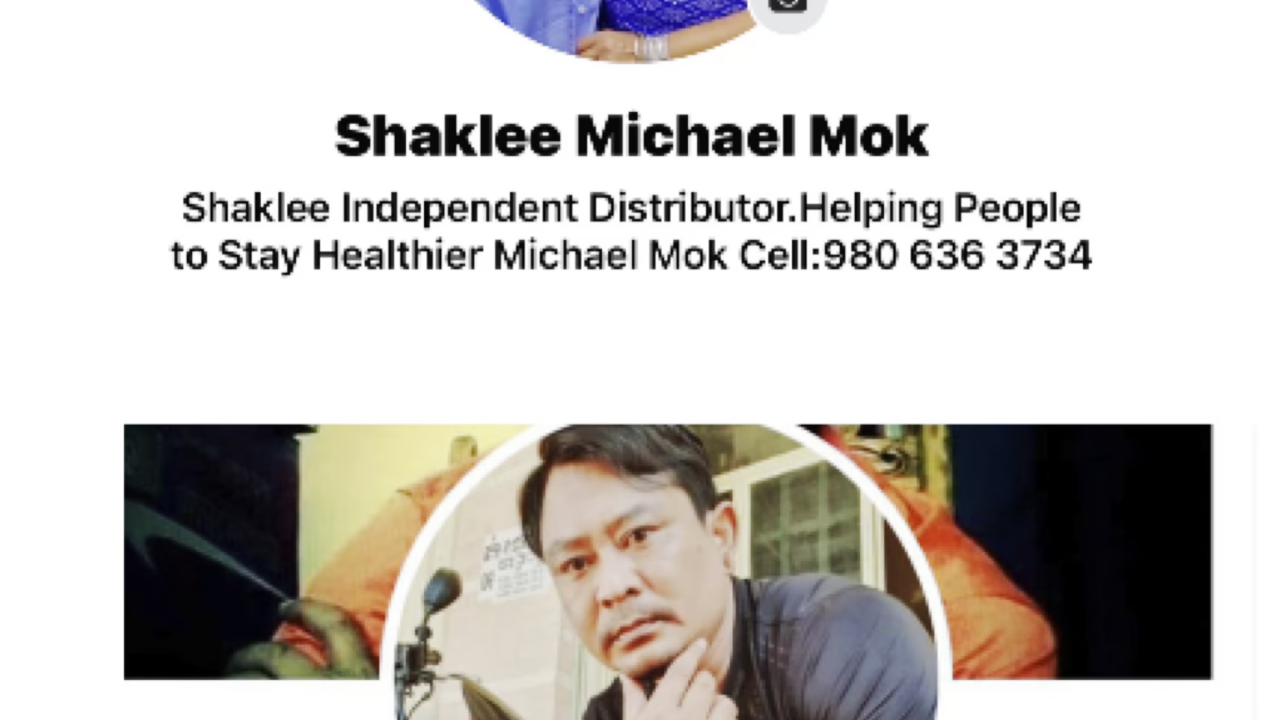 Shaklee Michael Mok
Shaklee Independent Distributor.Helping People
to Stay Healthier Michael Mok Cell:980 636 3734